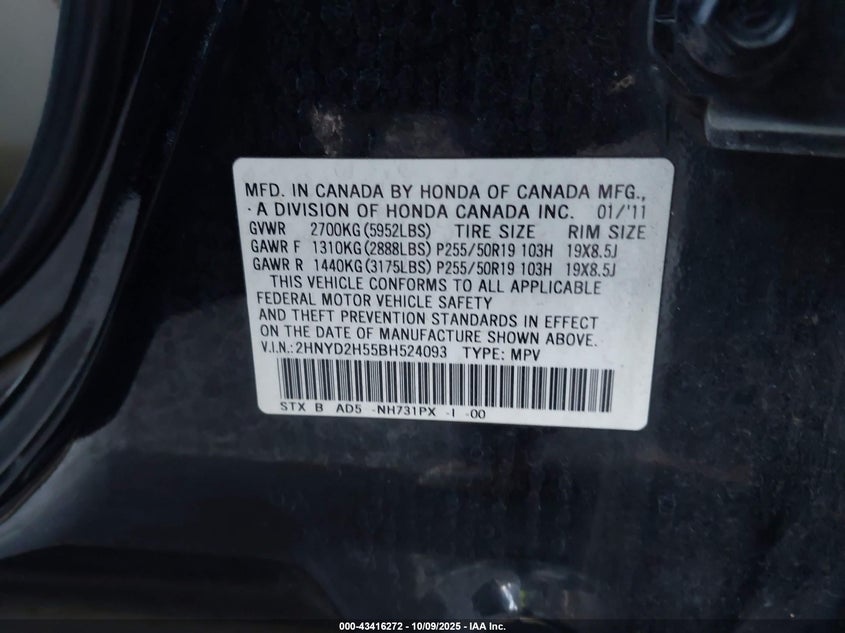 MFD. IN CANADA BY HONDA OF CANADA MFG.,
A DIVISION OF HONDA CANADA INC. 01/'11
GVWR 2700KG(5952LBS) TIRE SIZE RIM SIZE
GAWR F 1310KG(2888LBS) P255/50R19 103H 19X8.5J
GAWR R 1440KG(3175LBS) P255/50R19 103H 19X8.5J
THIS VEHICLE CONFORMS TO ALL APPLICABLE
FEDERAL MOTOR VEHICLE SAFETY
AND THEFT PREVENTION STANDARDS IN EFFECT
ON THE DATE OF MANUFACTURE SHOWN ABOVE.
V.I.N.:2HNYD2H55BH524093 TYPE: MPV
STX B AD5 -NH731PX -I -00
000-43416272 - 10/09/2025 - IAA Inc.